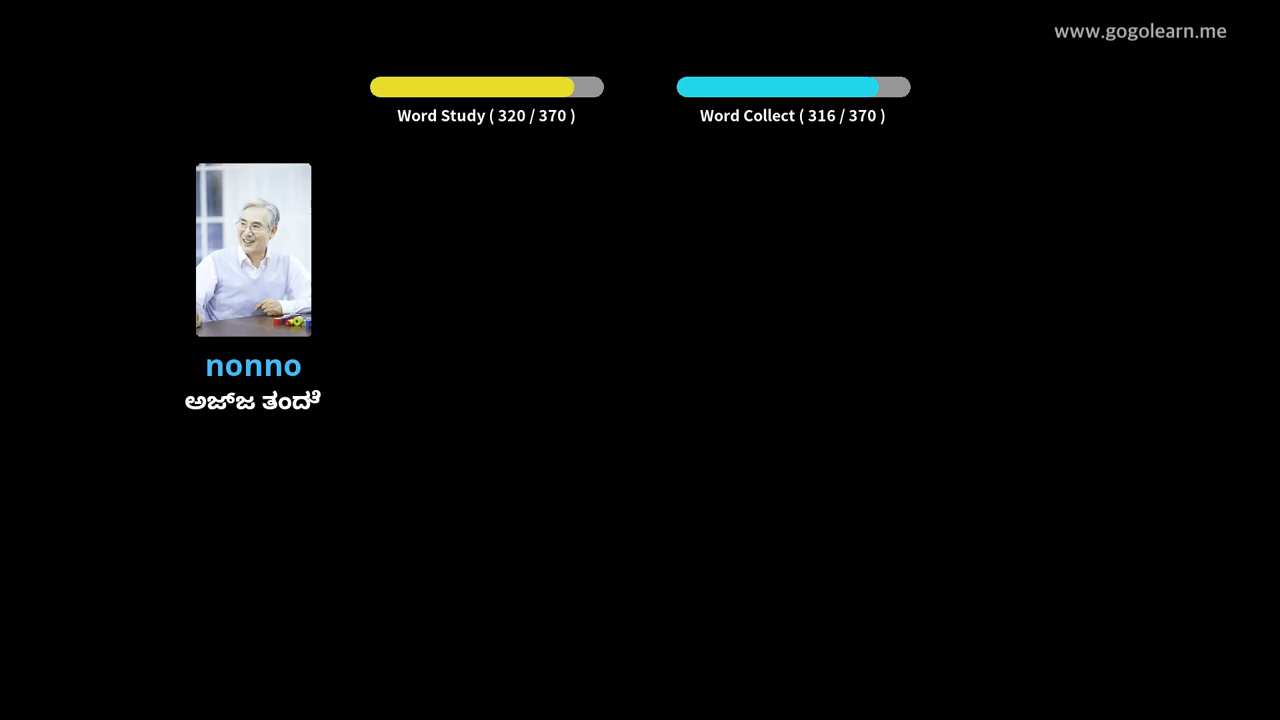 www.gogolearn.me
Word Study ( 320 / 370 )
Word Collect ( 316 / 370 )
nonno
ಅಜ್‌ಜ ತಂದೆ